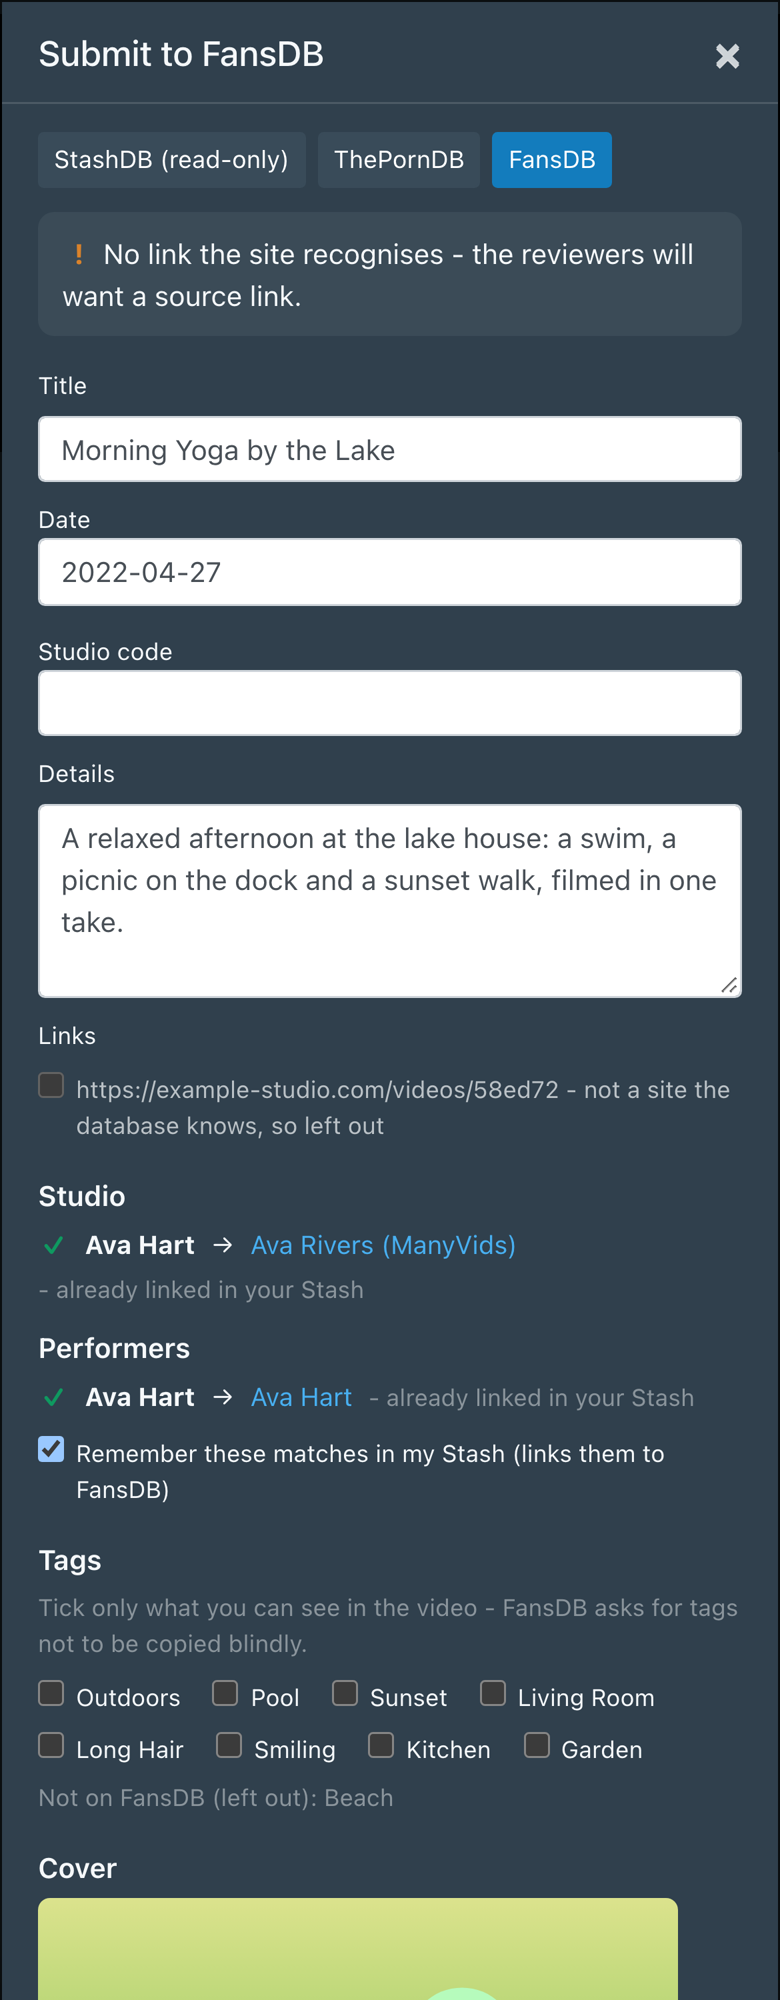 Submit to FansDB
StashDB (read-only) ThePornDB FansDB
! No link the site recognises - the reviewers will
want a source link.
Title
Morning Yoga by the Lake
Date
2022-04-27
Studio code
Details
A relaxed afternoon at the lake house: a swim, a
picnic on the dock and a sunset walk, filmed in one
take.
Links
https://example-studio.com/videos/58ed72 - not a site the
database knows, so left out
Studio
Ava Hart → Ava Rivers (ManyVids)
- already linked in your Stash
Performers
Ava Hart → Ava Hart - already linked in your Stash
Remember these matches in my Stash (links them to
FansDB)
Tags
Tick only what you can see in the video - FansDB asks for tags
not to be copied blindly.
Outdoors Pool Sunset Living Room
Long Hair Smiling Kitchen Garden
Not on FansDB (left out): Beach
Cover